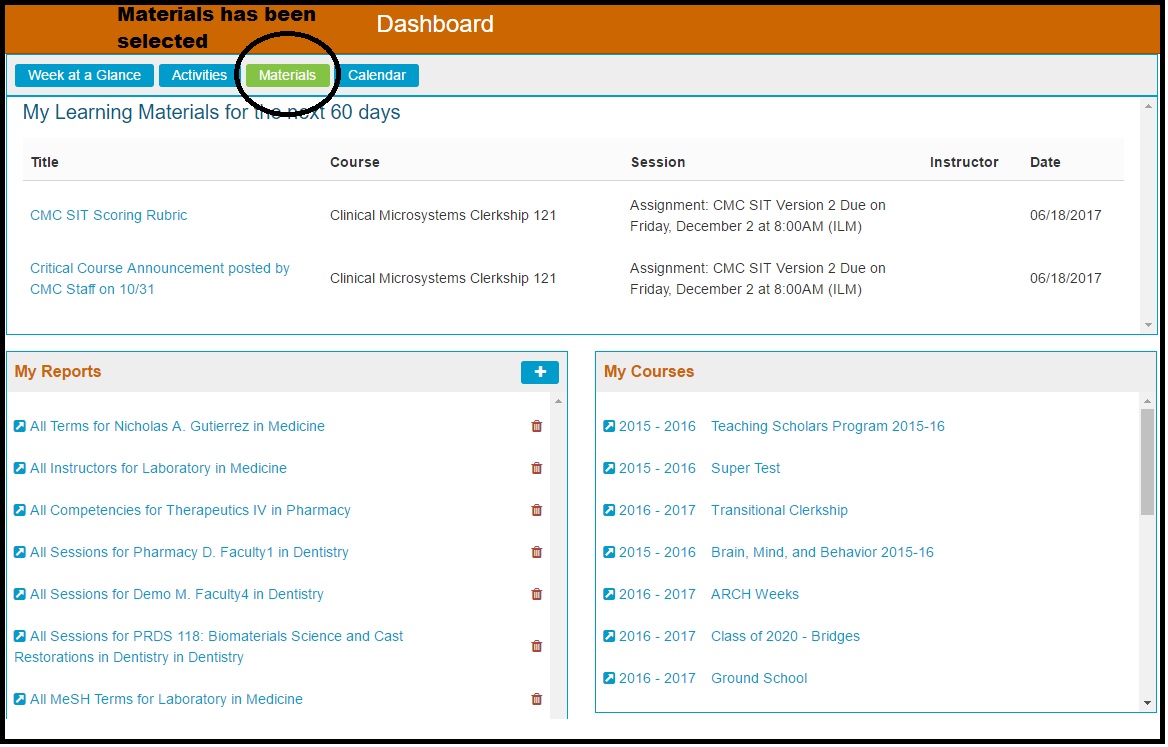 Materials has been
selected
Dashboard
Week at a Glance Activities Materials Calendar
My Learning Materials for the next 60 days
Title Course Session Instructor Date
CMC SIT Scoring Rubric Clinical Microsystems Clerkship 121 Assignment: CMC SIT Version 2 Due on
Friday, December 2 at 8:00AM (ILM) 06/18/2017
Critical Course Announcement posted by
CMC Staff on 10/31 Clinical Microsystems Clerkship 121 Assignment: CMC SIT Version 2 Due on
Friday, December 2 at 8:00AM (ILM) 06/18/2017
My Reports
All Terms for Nicholas A. Gutierrez in Medicine
All Instructors for Laboratory in Medicine
All Competencies for Therapeutics IV in Pharmacy
All Sessions for Pharmacy D. Faculty1 in Dentistry
All Sessions for Demo M. Faculty4 in Dentistry
All Sessions for PRDS 118: Biomaterials Science and Cast
Restorations in Dentistry in Dentistry
All MeSH Terms for Laboratory in Medicine
My Courses
2015 - 2016 Teaching Scholars Program 2015-16
2015 - 2016 Super Test
2016 - 2017 Transitional Clerkship
2015 - 2016 Brain, Mind, and Behavior 2015-16
2016 - 2017 ARCH Weeks
2016 - 2017 Class of 2020 - Bridges
2016 - 2017 Ground School